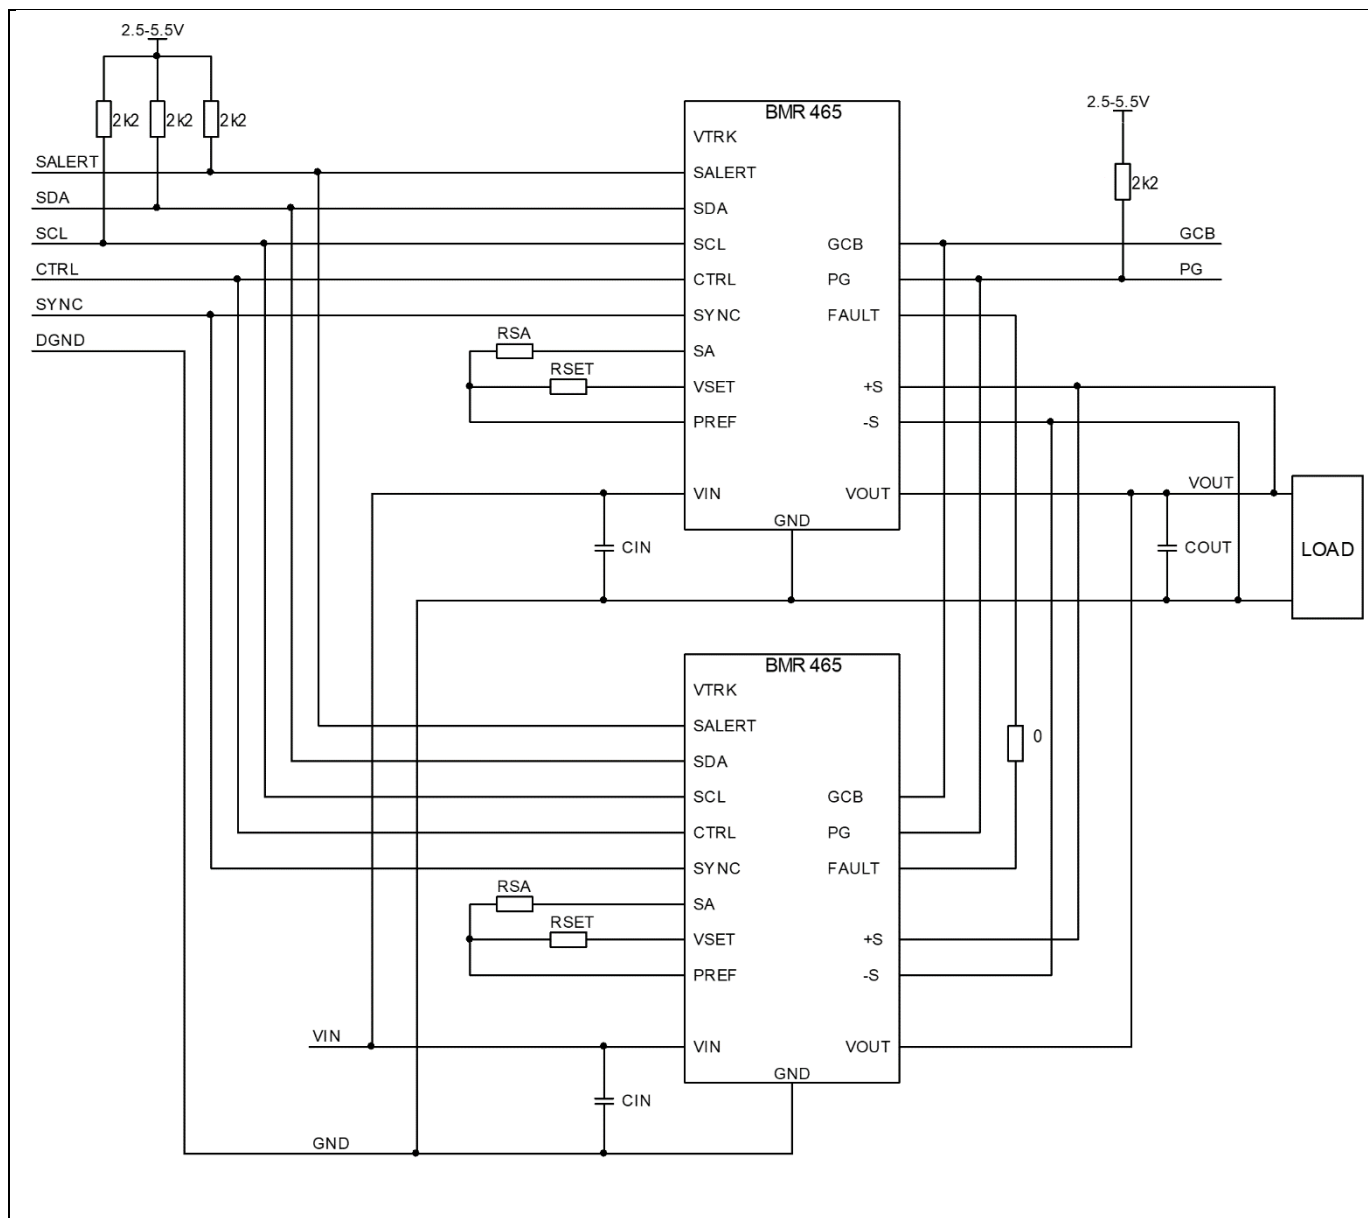 2.5-5.5V
2k2
2k2
2k2
SALERT
SDA
SCL
CTRL
SYNC
DGND
BMR 465
VTRK
SALERT
SDA
SCL
CTRL
SYNC
SA
VSET
PREF
VIN
GND
GCB
PG
FAULT
+S
-S
VOUT
RSA
RSET
CIN
2.5-5.5V
2k2
GCB
PG
VOUT
COUT
LOAD
BMR 465
VTRK
SALERT
SDA
SCL
CTRL
SYNC
SA
VSET
PREF
VIN
GND
GCB
PG
FAULT
+S
-S
VOUT
0
RSA
RSET
VIN
CIN
GND